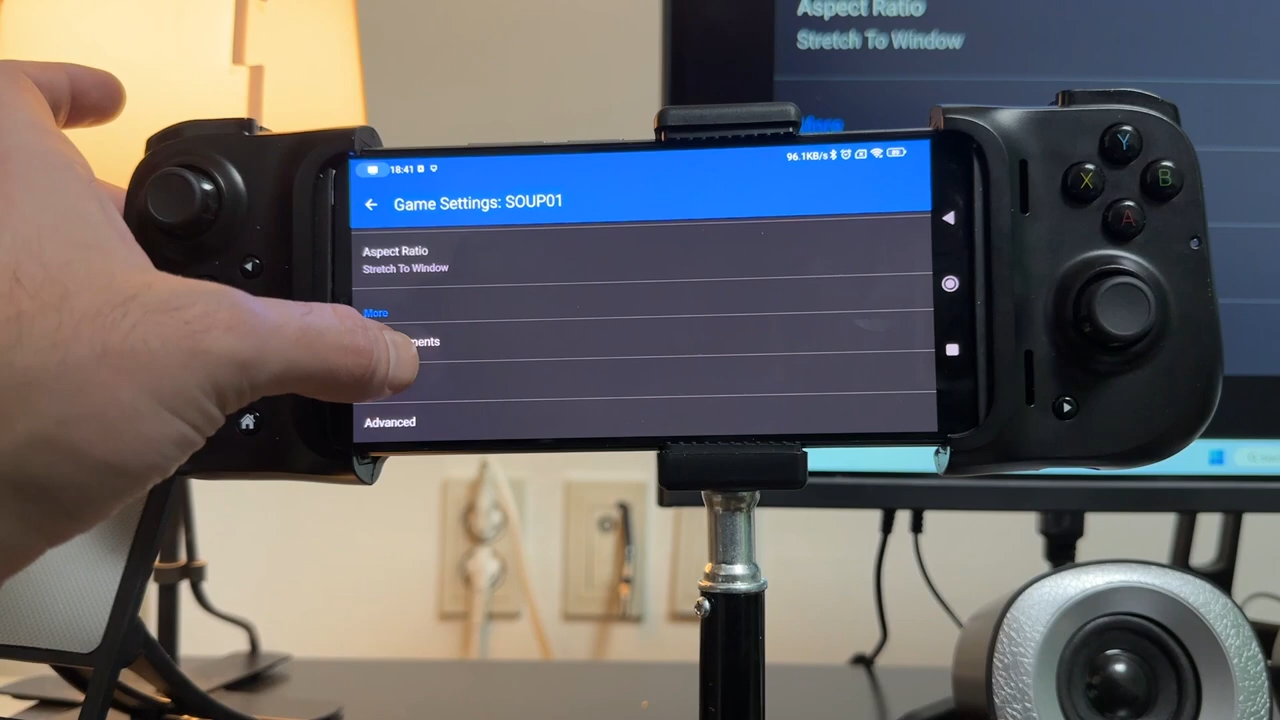 Aspect Ratio
Stretch To Window
More
18:41
96.1KB/s
Game Settings: SOUP01
Aspect Ratio
Stretch To Window
More
Advanced
Y
X
B
A